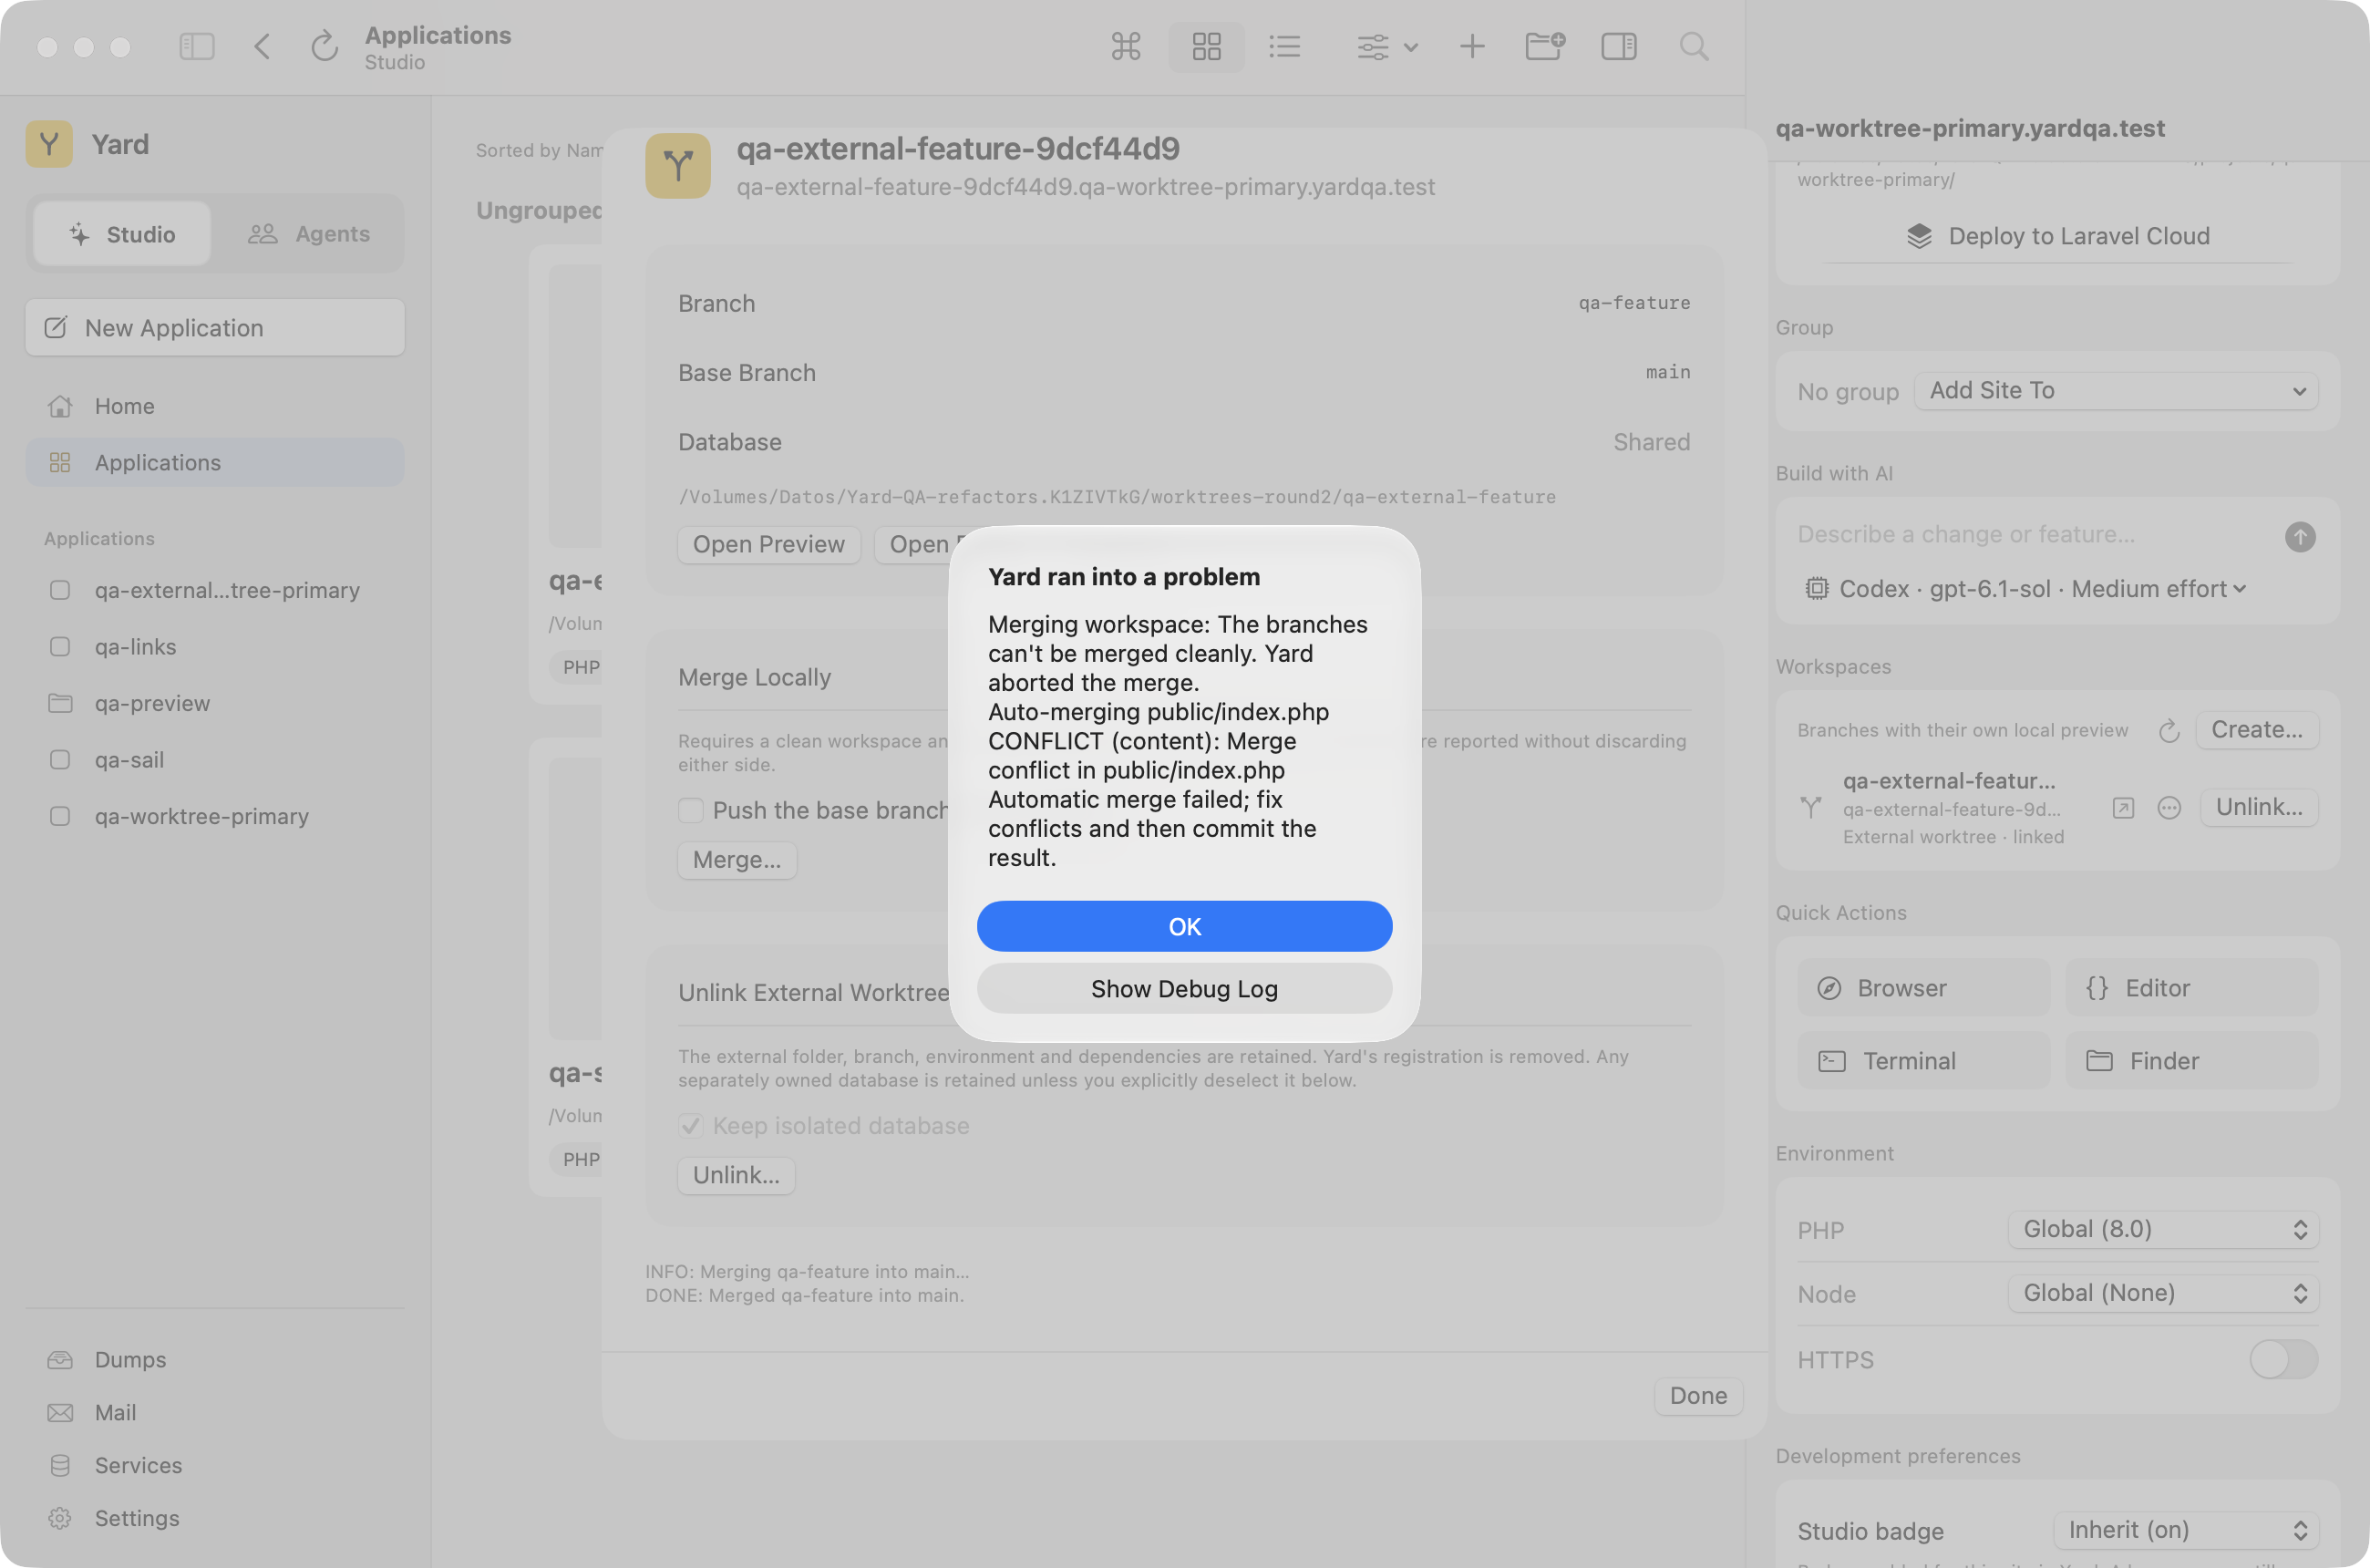 Applications
Studio
Yard
Studio
Agents
New Application
Home
Applications
Applications
qa-external...tree-primary
qa-links
qa-preview
qa-sail
qa-worktree-primary
Dumps
Mail
Services
Settings
Sorted by Nam
Ungrouped
qa-e
/Volum
PHP
qa-s
/Volum
PHP
qa-external-feature-9dcf44d9
qa-external-feature-9dcf44d9.qa-worktree-primary.yardqa.test
Branch
qa-feature
Base Branch
main
Database
Shared
/Volumes/Datos/Yard-QA-refactors.K1ZIVTkG/worktrees-round2/qa-external-feature
Open Preview
Open
Merge Locally
Requires a clean workspace an
re reported without discarding
either side.
Push the base branch
Merge...
Unlink External Worktree
The external folder, branch, environment and dependencies are retained. Yard's registration is removed. Any
separately owned database is retained unless you explicitly deselect it below.
Keep isolated database
Unlink...
INFO: Merging qa-feature into main...
DONE: Merged qa-feature into main.
Done
Yard ran into a problem
Merging workspace: The branches
can't be merged cleanly. Yard
aborted the merge.
Auto-merging public/index.php
CONFLICT (content): Merge
conflict in public/index.php
Automatic merge failed; fix
conflicts and then commit the
result.
OK
Show Debug Log
qa-worktree-primary.yardqa.test
worktree-primary/
Deploy to Laravel Cloud
Group
No group
Add Site To
Build with AI
Describe a change or feature...
Codex · gpt-6.1-sol · Medium effort
Workspaces
Branches with their own local preview
Create...
qa-external-featur...
qa-external-feature-9d...
External worktree · linked
Unlink...
Quick Actions
Browser
Editor
Terminal
Finder
Environment
PHP
Global (8.0)
Node
Global (None)
HTTPS
Development preferences
Studio badge
Inherit (on)